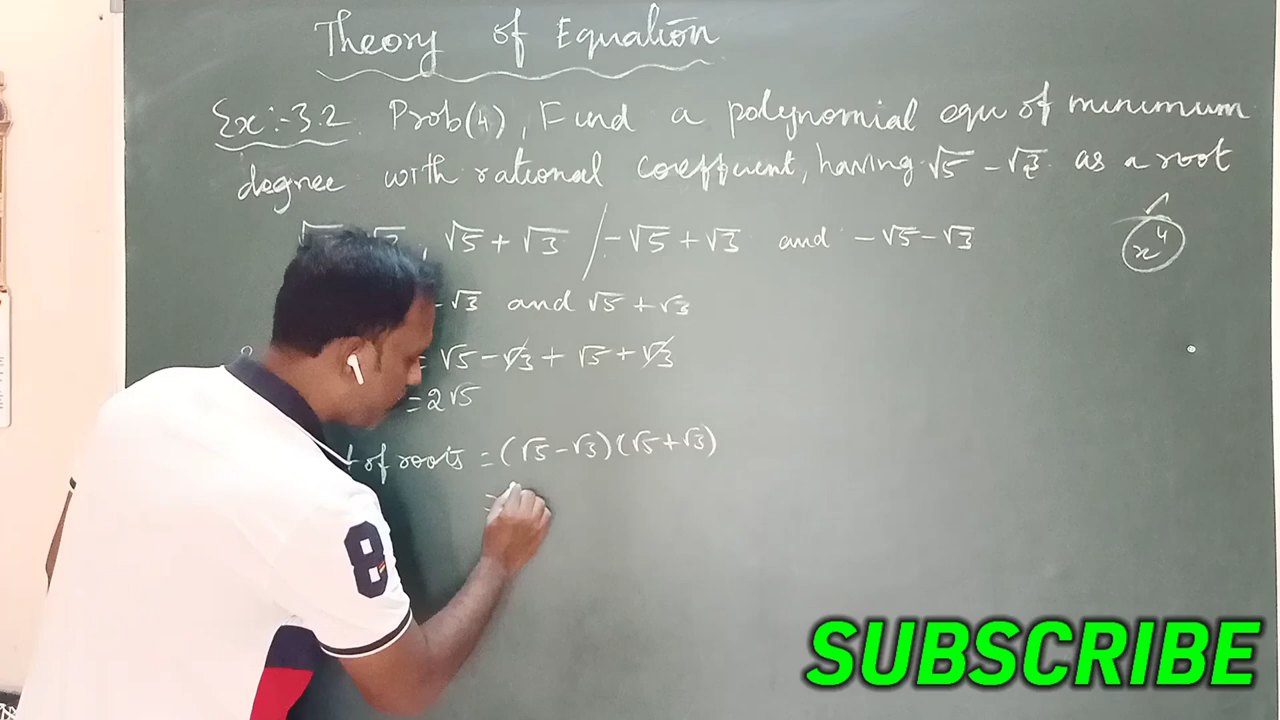 Theory of Equation
Ex:-3.2 Prob(4), Find a polynomial equ of minimum
degree with rational coefficient, having √5 - √3 as a root
, √5 + √3 / -√5 + √3 and -√5 - √3
x⁴
- √3 and √5 + √3
= √5 - √3 + √5 + √3
= 2√5
of roots = (√5 - √3)(√5 + √3)
=
8
SUBSCRIBE